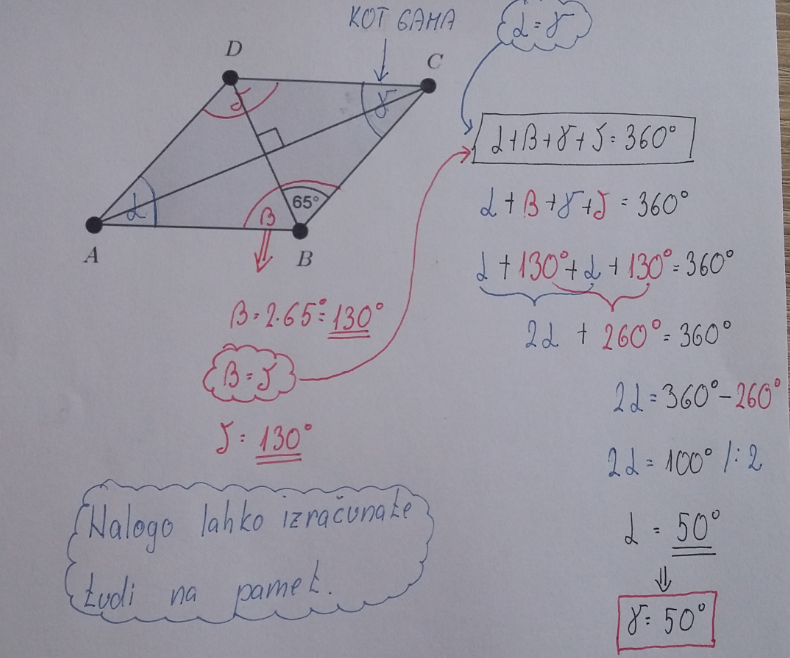 KOT GAMA
α = γ
D
C
δ
γ
α
β
65°
A
B
α + β + γ + δ = 360°
α + β + γ + δ = 360°
α + 130° + α + 130° = 360°
2α + 260° = 360°
2α = 360° - 260°
2α = 100° /: 2
α = 50°
γ = 50°
β = 2·65° = 130°
β = δ
δ = 130°
Nalogo lahko izračunate
tudi na pamet.